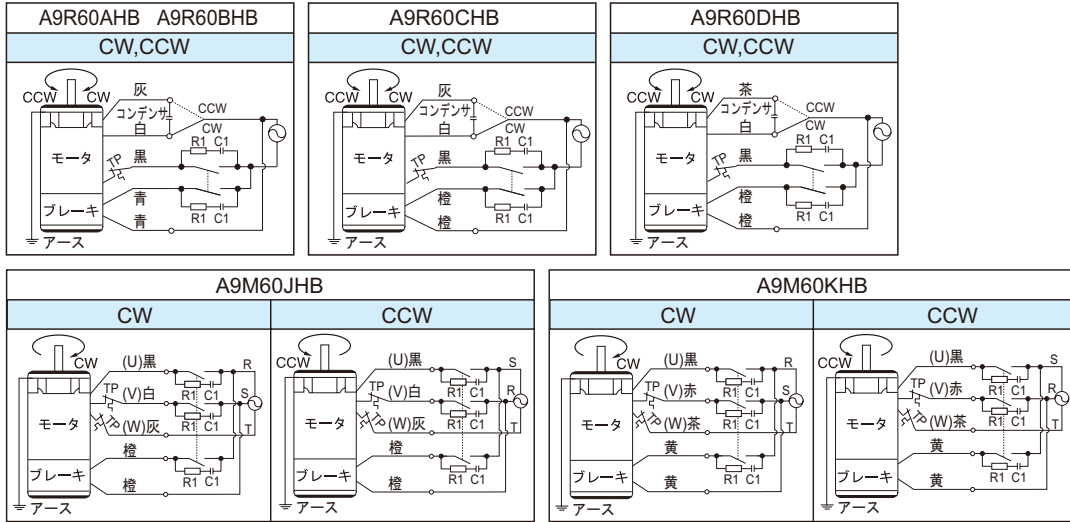 A9R60AHB A9R60BHB
CW,CCW
CCW
CW
灰
コンデンサ
白
CCW
CW
R1 C1
モータ
TP
黒
青
ブレーキ
青
R1 C1
アース
A9R60CHB
CW,CCW
CCW
CW
灰
コンデンサ
白
CCW
CW
R1 C1
モータ
TP
黒
橙
ブレーキ
橙
R1 C1
アース
A9R60DHB
CW,CCW
CCW
CW
茶
コンデンサ
白
CCW
CW
R1 C1
モータ
TP
黒
橙
ブレーキ
橙
R1 C1
アース
A9M60JHB
CW
CW
(U)黒
R
R1 C1
TP
(V)白
S
R1 C1
モータ
TP
(W)灰
T
橙
ブレーキ
R1 C1
橙
アース
CCW
CCW
(U)黒
S
R1 C1
TP
(V)白
R
R1 C1
モータ
TP
(W)灰
T
橙
ブレーキ
R1 C1
橙
アース
A9M60KHB
CW
CW
(U)黒
R
R1 C1
TP
(V)赤
S
R1 C1
モータ
TP
(W)茶
T
黄
ブレーキ
R1 C1
黄
アース
CCW
CCW
(U)黒
S
R1 C1
TP
(V)赤
R
R1 C1
モータ
TP
(W)茶
T
黄
ブレーキ
R1 C1
黄
アース